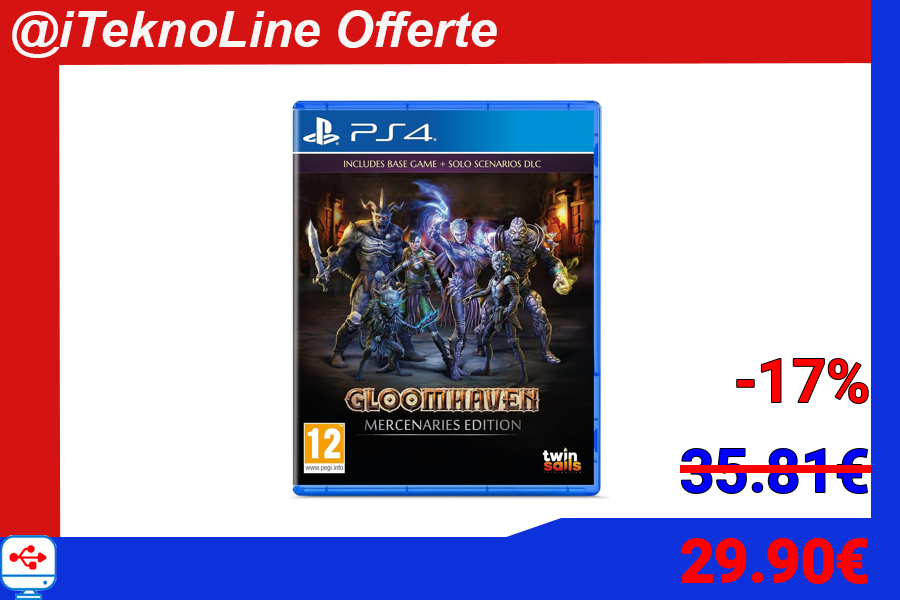 @iTeknoLine Offerte
PS4
INCLUDES BASE GAME + SOLO SCENARIOS DLC
GLOOMHAVEN
MERCENARIES EDITION
12
www.pegi.info
twin
sails
-17%
35.81€
29.90€